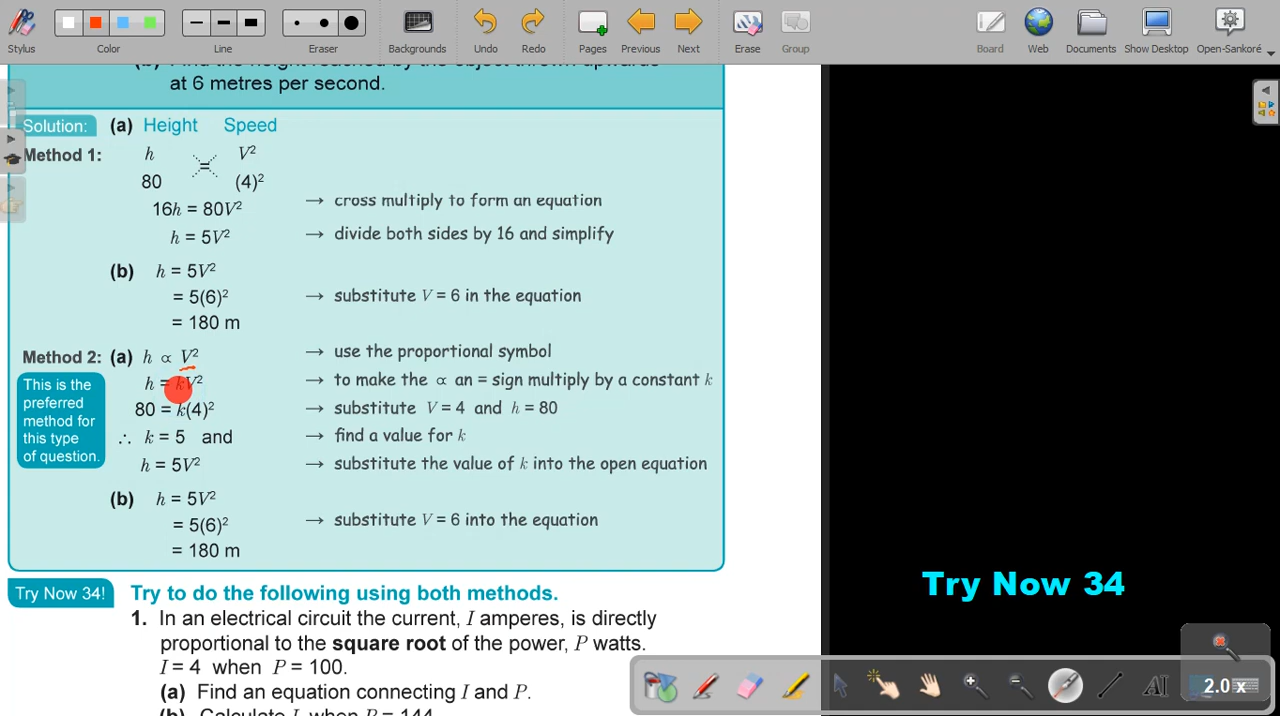 Stylus Color Line Eraser Backgrounds Undo Redo Pages Previous Next Erase Group Board Web Documents Show Desktop Open-Sankoré
at 6 metres per second.
Solution: (a) Height Speed
Method 1: h = V²
80 (4)²
16h = 80V² → cross multiply to form an equation
h = 5V² → divide both sides by 16 and simplify
(b) h = 5V²
= 5(6)² → substitute V = 6 in the equation
= 180 m
Method 2: (a) h ∝ V² → use the proportional symbol
h = kV² → to make the ∝ an = sign multiply by a constant k
80 = k(4)² → substitute V = 4 and h = 80
∴ k = 5 and → find a value for k
h = 5V² → substitute the value of k into the open equation
This is the
preferred
method for
this type
of question.
(b) h = 5V²
= 5(6)² → substitute V = 6 into the equation
= 180 m
Try Now 34! Try to do the following using both methods.
1. In an electrical circuit the current, I amperes, is directly
proportional to the square root of the power, P watts.
I = 4 when P = 100.
(a) Find an equation connecting I and P.
(b) Calculate I when P = 144
Try Now 34
2.0 x